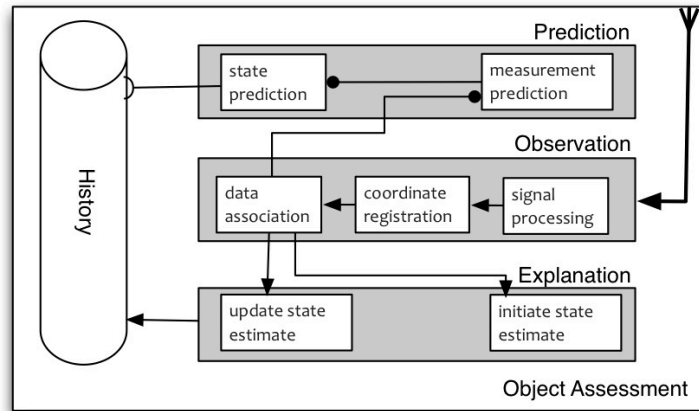 Prediction
state
prediction
measurement
prediction
Observation
data
association
coordinate
registration
signal
processing
History
Explanation
update state
estimate
initiate state
estimate
Object Assessment